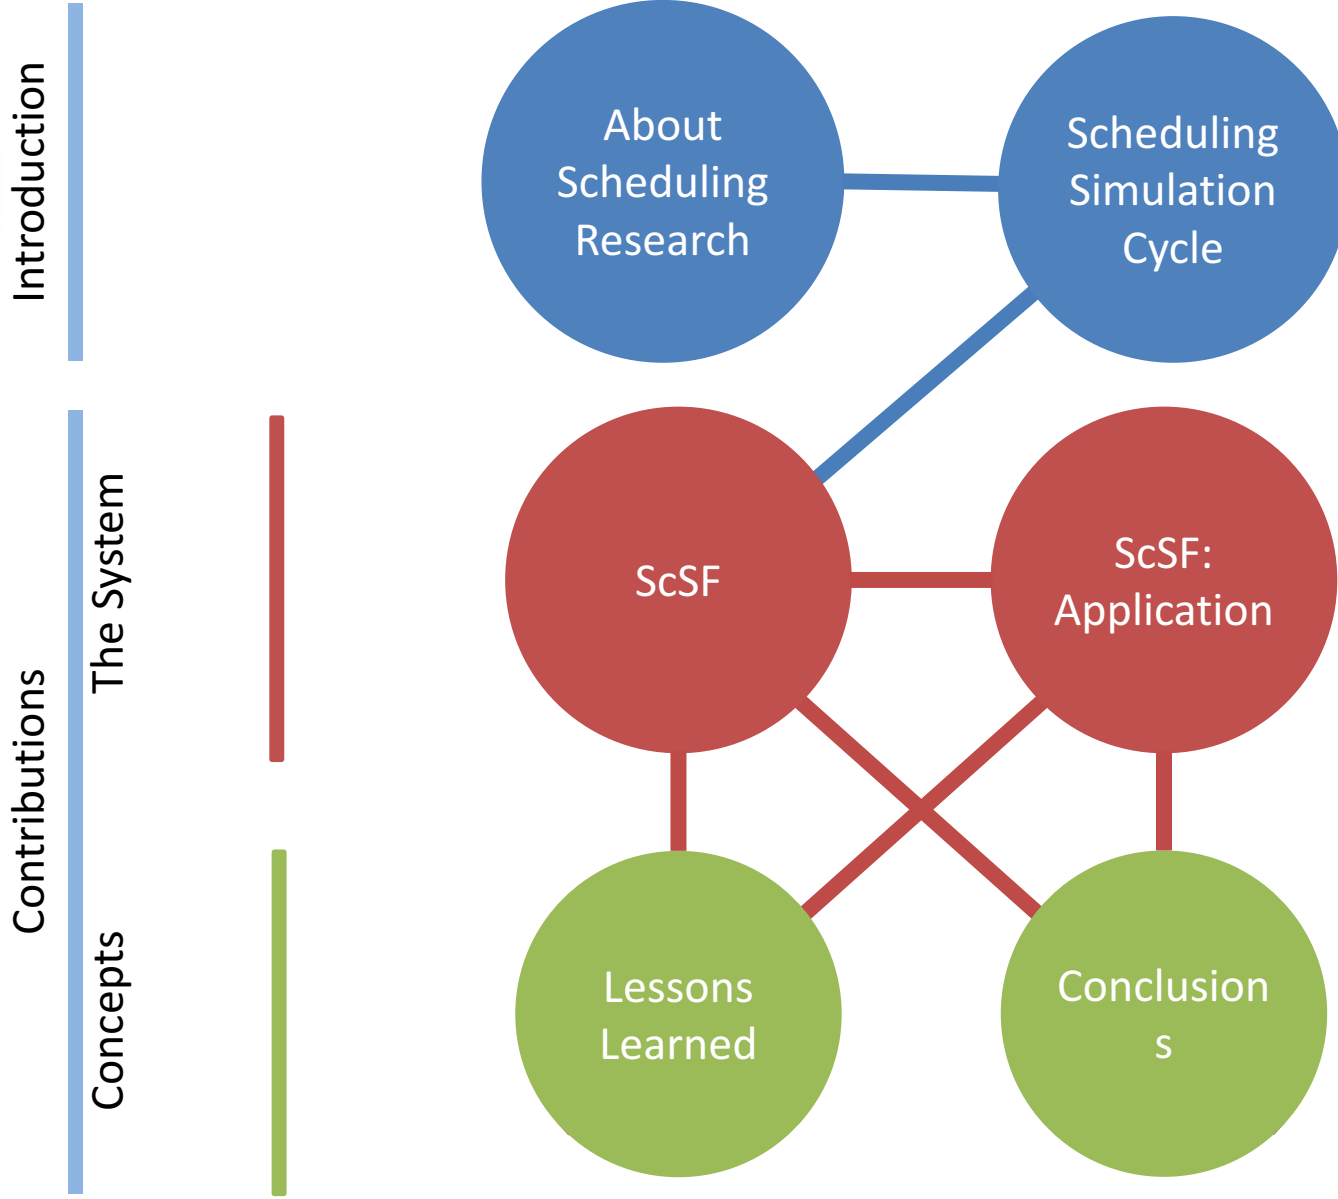 Introduction
About
Scheduling
Research
Scheduling
Simulation
Cycle
Contributions
The System
ScSF
ScSF:
Application
Concepts
Lessons
Learned
Conclusion
s